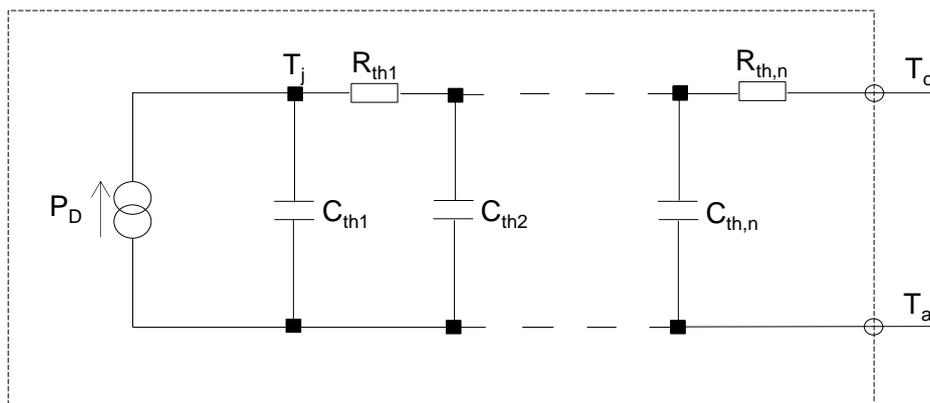 T_j
R_th1
R_th,n
T_c
P_D
C_th1
C_th2
C_th,n
T_a